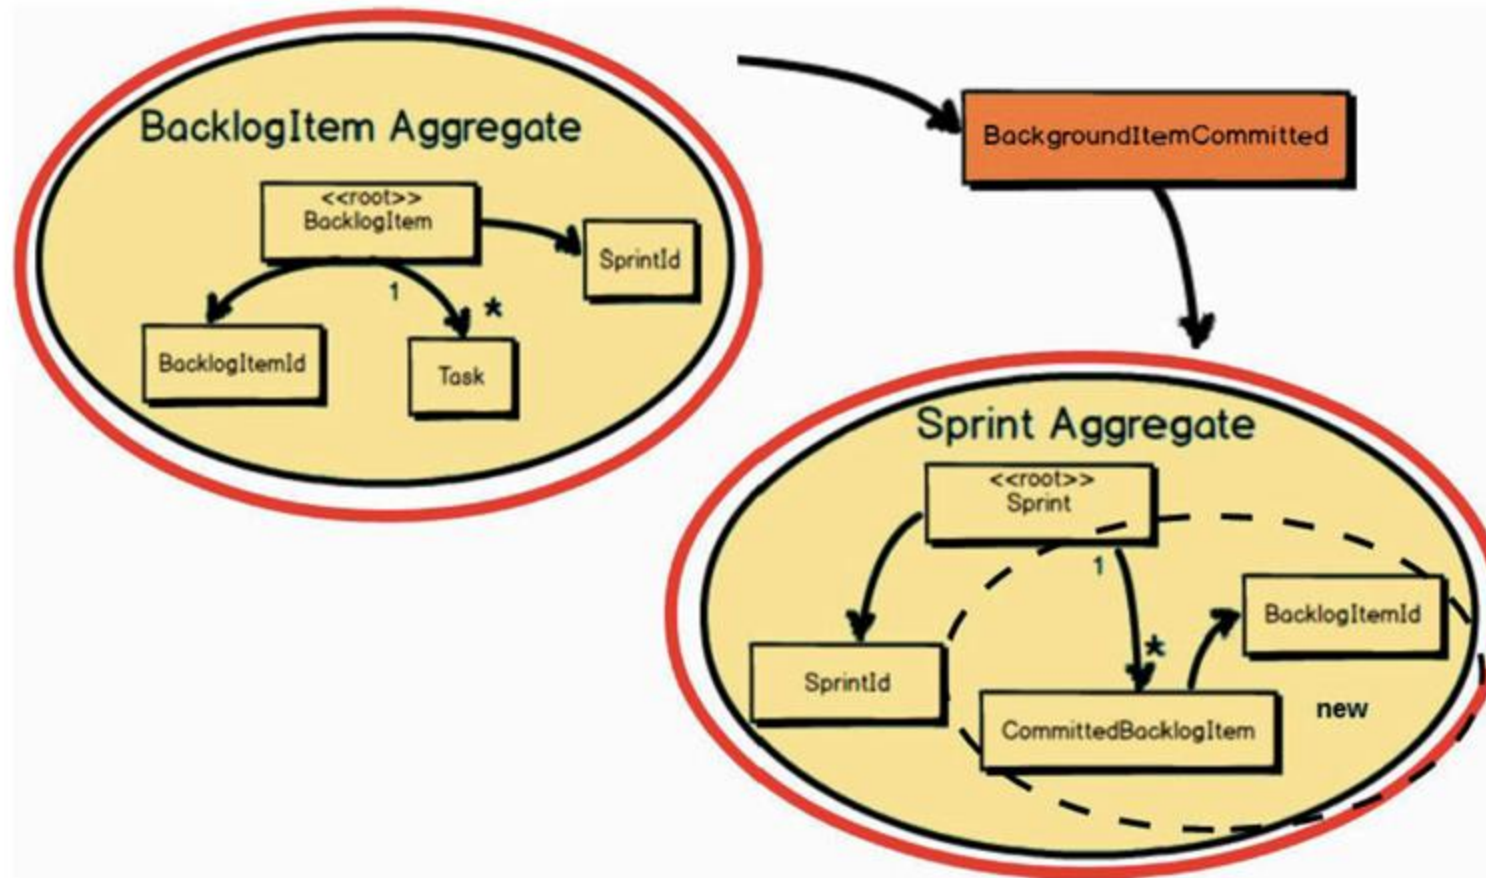 BacklogItem Aggregate
<<root>>
BacklogItem
SprintId
1
*
BacklogItemId
Task
BackgroundItemCommitted
Sprint Aggregate
<<root>>
Sprint
1
BacklogItemId
*
SprintId
new
CommittedBacklogItem